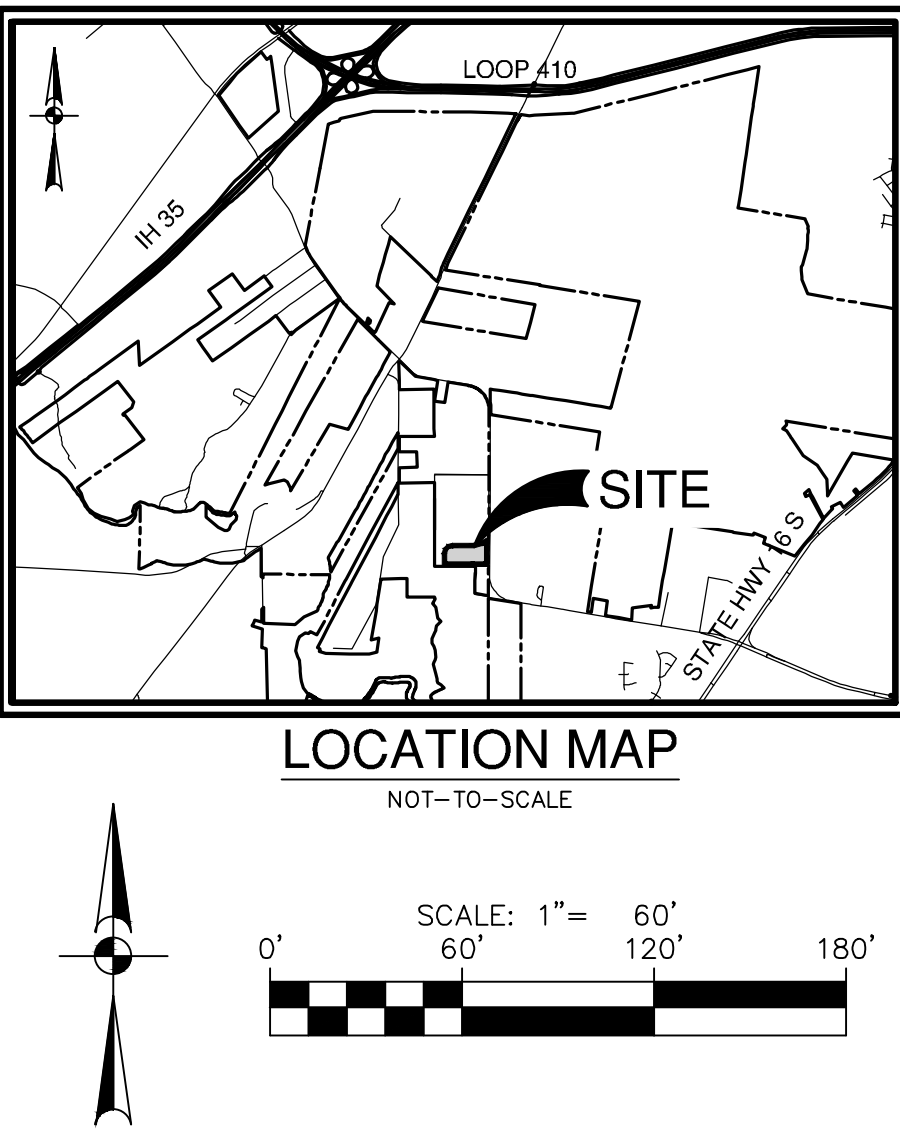 LOOP 410
IH 35
SITE
STATE HWY 16 S
LOCATION MAP
NOT-TO-SCALE
SCALE: 1"= 60'
0' 60' 120' 180'